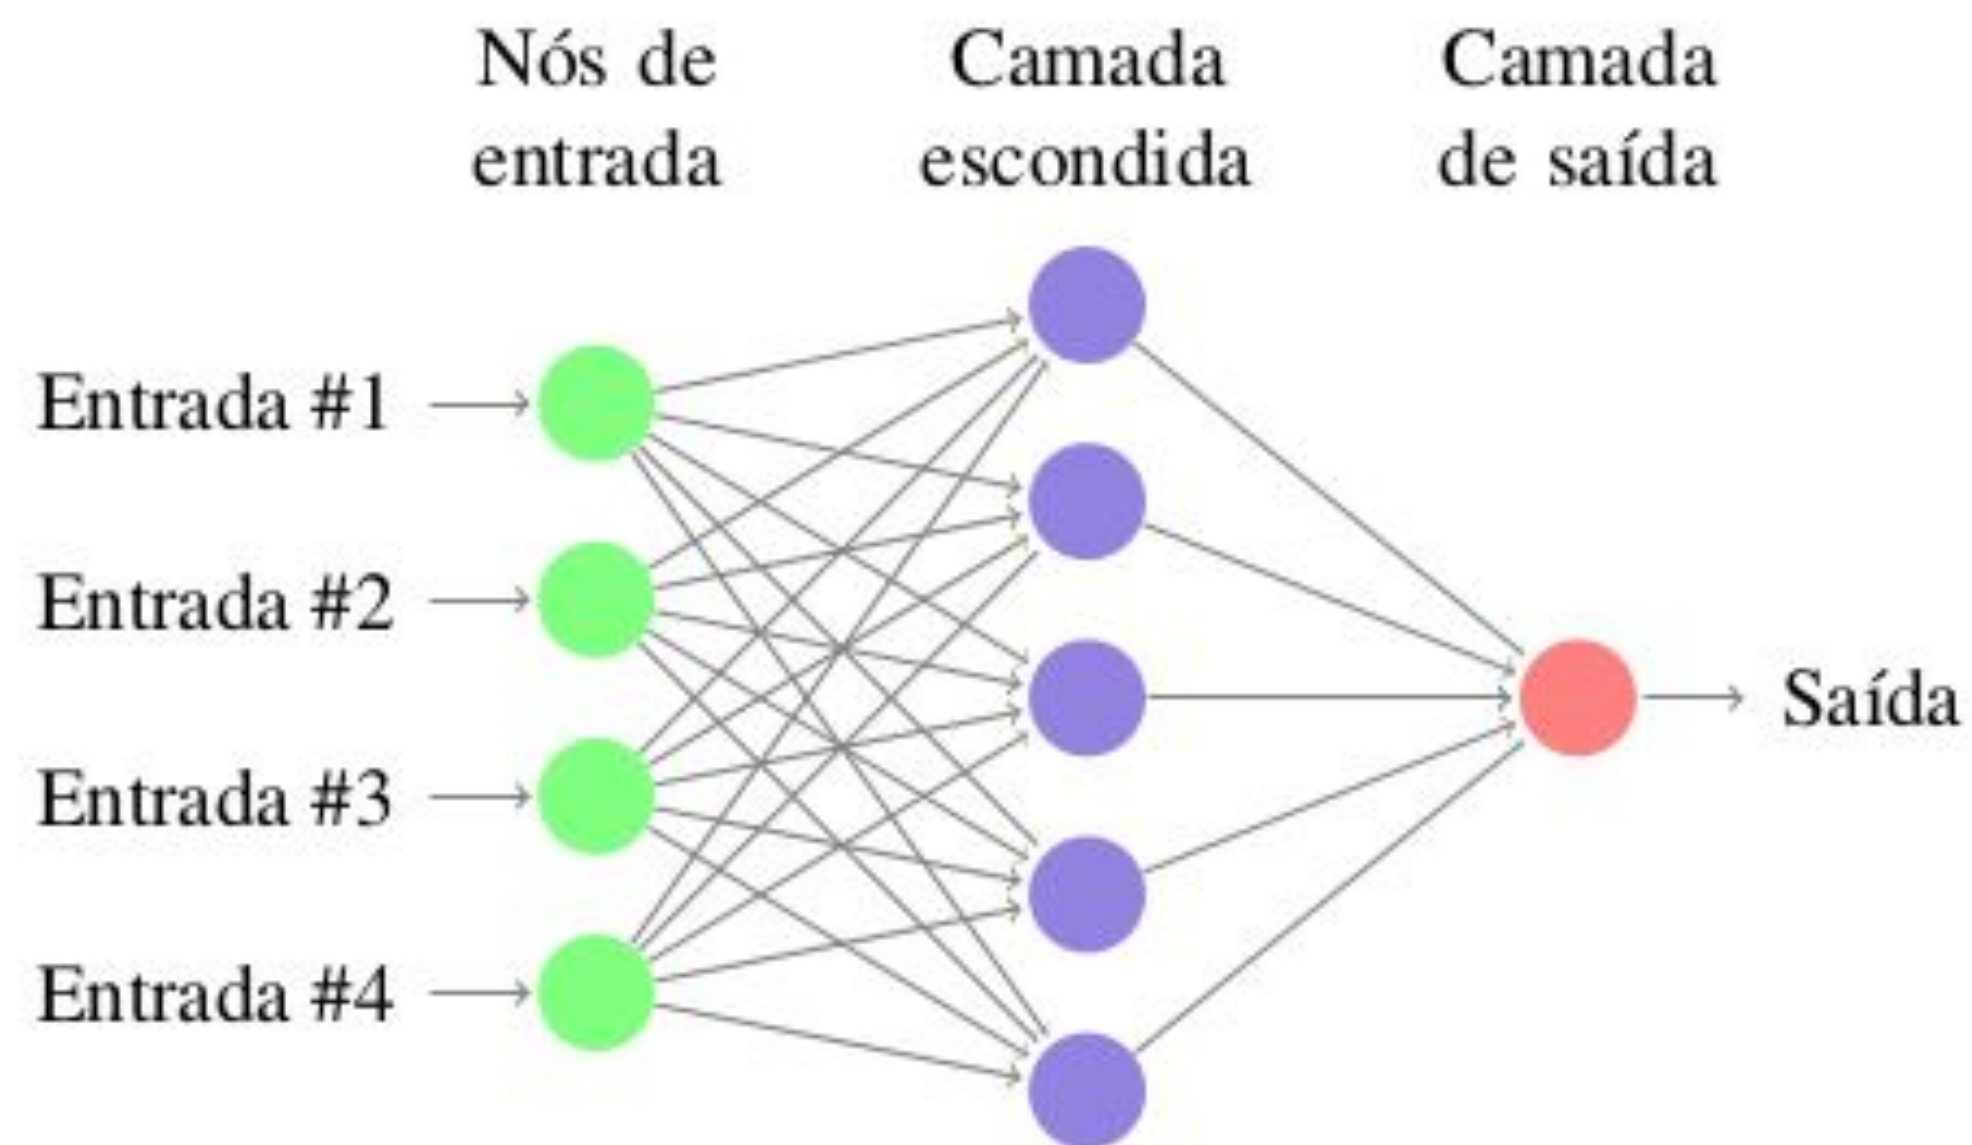 Nós de
entrada
Camada
escondida
Camada
de saída
Entrada #1
Entrada #2
Entrada #3
Entrada #4
Saída